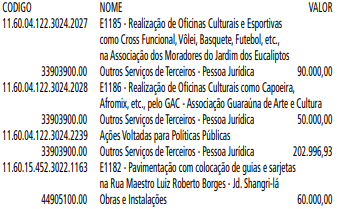 CODIGO NOME VALOR
11.60.04.122.3024.2027 E1185 - Realização de Oficinas Culturais e Esportivas
como Cross Funcional, Vôlei, Basquete, Futebol, etc.,
na Associação dos Moradores do Jardim dos Eucaliptos
33903900.00 Outros Serviços de Terceiros - Pessoa Jurídica 90.000,00
11.60.04.122.3024.2028 E1186 - Realização de Oficinas Culturais como Capoeira,
Afromix, etc., pelo GAC - Associação Guaraúna de Arte e Cultura
33903900.00 Outros Serviços de Terceiros - Pessoa Jurídica 50.000,00
11.60.04.122.3024.2239 Ações Voltadas para Políticas Públicas
33903900.00 Outros Serviços de Terceiros - Pessoa Jurídica 202.996,93
11.60.15.452.3022.1163 E1182 - Pavimentação com colocação de guias e sarjetas
na Rua Maestro Luiz Roberto Borges - Jd. Shangri-lá
44905100.00 Obras e Instalações 60.000,00